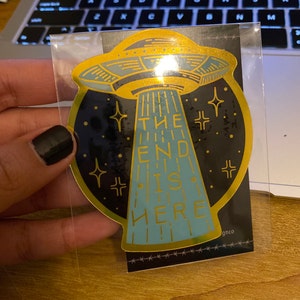 THE
END
IS
HERE